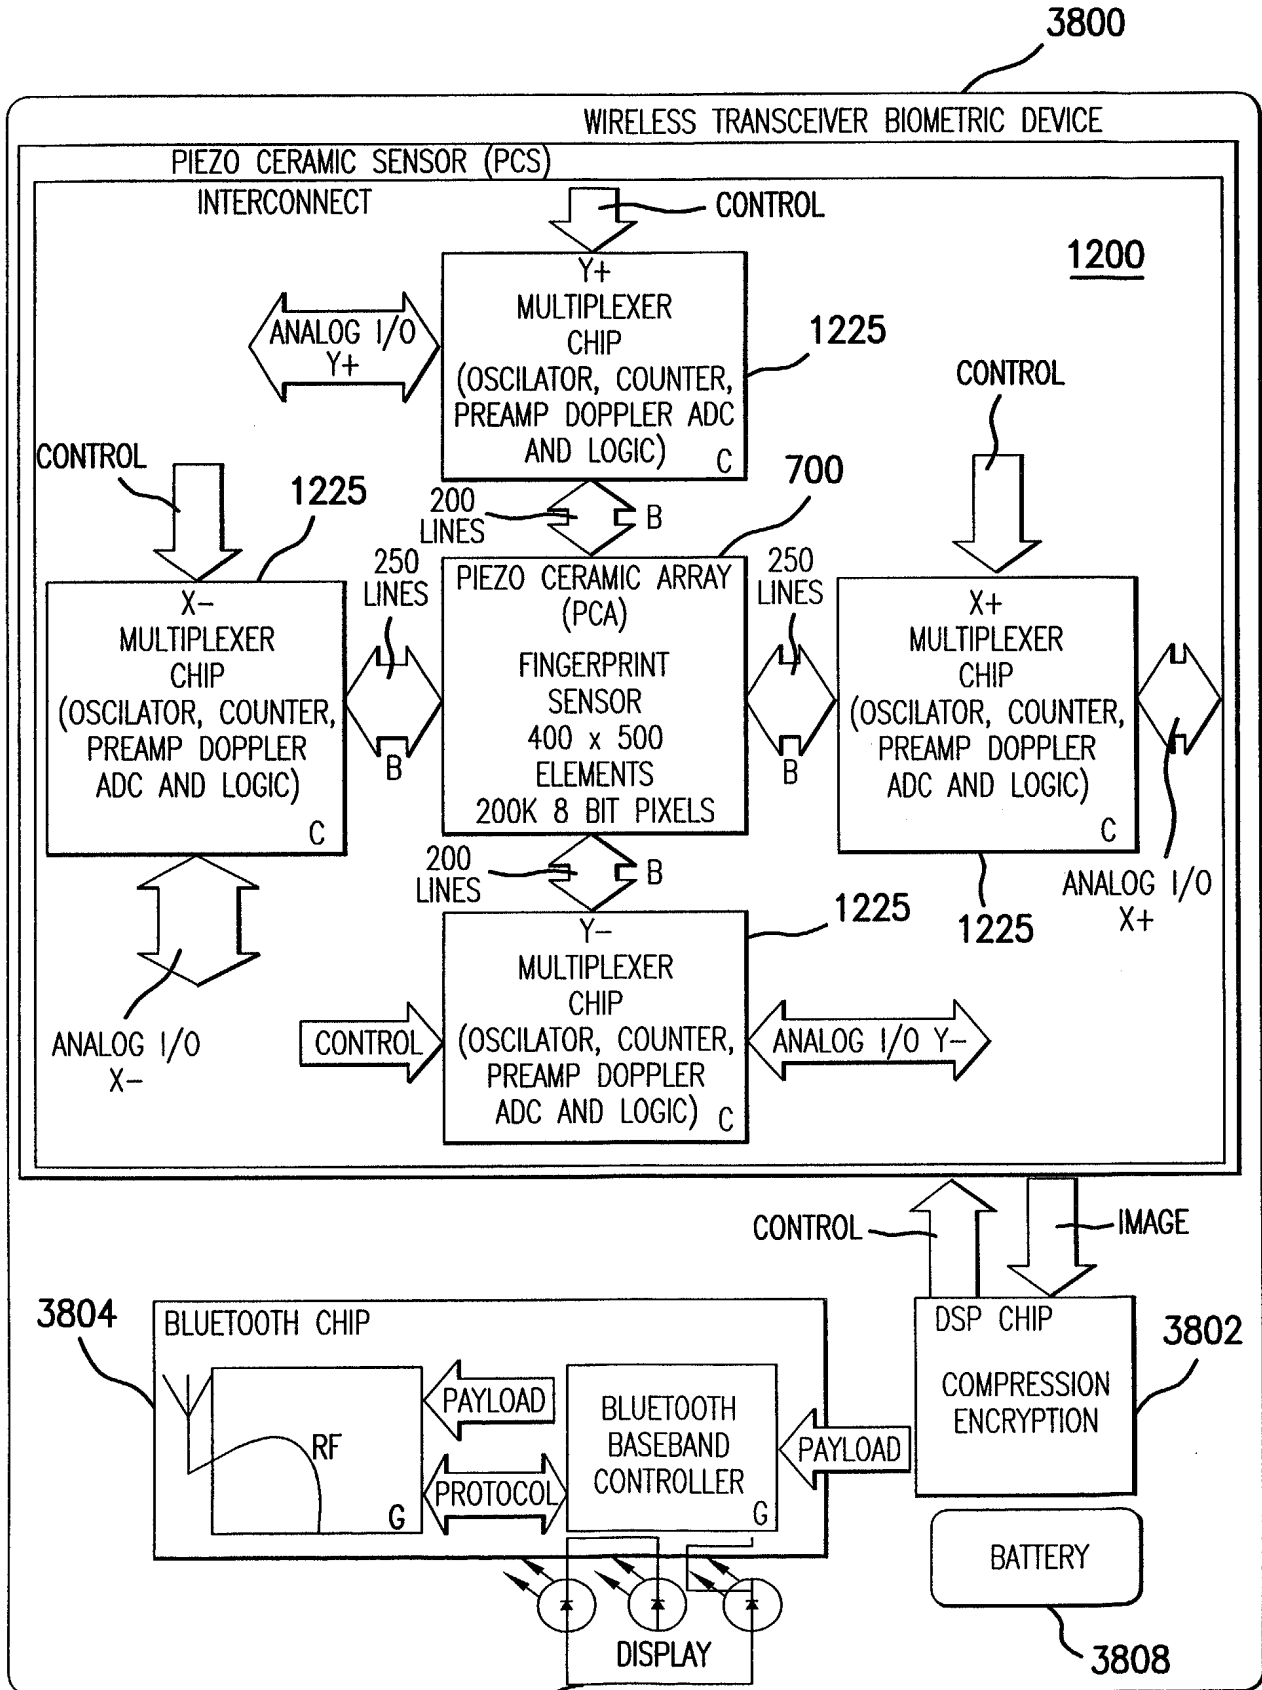 3800
WIRELESS TRANSCEIVER BIOMETRIC DEVICE
PIEZO CERAMIC SENSOR (PCS)
INTERCONNECT
CONTROL
1200
Y+
MULTIPLEXER
CHIP
(OSCILATOR, COUNTER,
PREAMP DOPPLER ADC
AND LOGIC)
C
ANALOG I/O
Y+
1225
CONTROL
CONTROL
1225
200
LINES
B
700
250
LINES
B
PIEZO CERAMIC ARRAY
(PCA)
FINGERPRINT
SENSOR
400 x 500
ELEMENTS
200K 8 BIT PIXELS
250
LINES
B
X-
MULTIPLEXER
CHIP
(OSCILATOR, COUNTER,
PREAMP DOPPLER
ADC AND LOGIC)
C
X+
MULTIPLEXER
CHIP
(OSCILATOR, COUNTER,
PREAMP DOPPLER
ADC AND LOGIC)
C
200
LINES
B
1225
1225
ANALOG I/O
X+
ANALOG I/O
X-
CONTROL
Y-
MULTIPLEXER
CHIP
(OSCILATOR, COUNTER,
PREAMP DOPPLER
ADC AND LOGIC)
C
ANALOG I/O Y-
CONTROL
IMAGE
3804
BLUETOOTH CHIP
RF
G
PAYLOAD
PROTOCOL
BLUETOOTH
BASEBAND
CONTROLLER
G
PAYLOAD
DSP CHIP
COMPRESSION
ENCRYPTION
3802
BATTERY
3808
DISPLAY